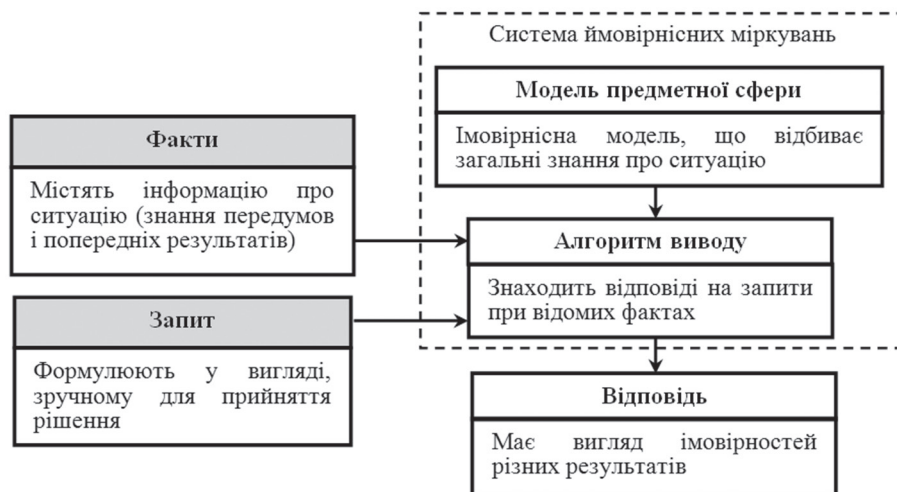 Система ймовірнісних міркувань
Модель предметної сфери
Імовірнісна модель, що відбиває
загальні знання про ситуацію
Факти
Містять інформацію про
ситуацію (знання передумов
і попередніх результатів)
Алгоритм виводу
Знаходить відповіді на запити
при відомих фактах
Запит
Формулюють у вигляді,
зручному для прийняття
рішення
Відповідь
Має вигляд імовірностей
різних результатів